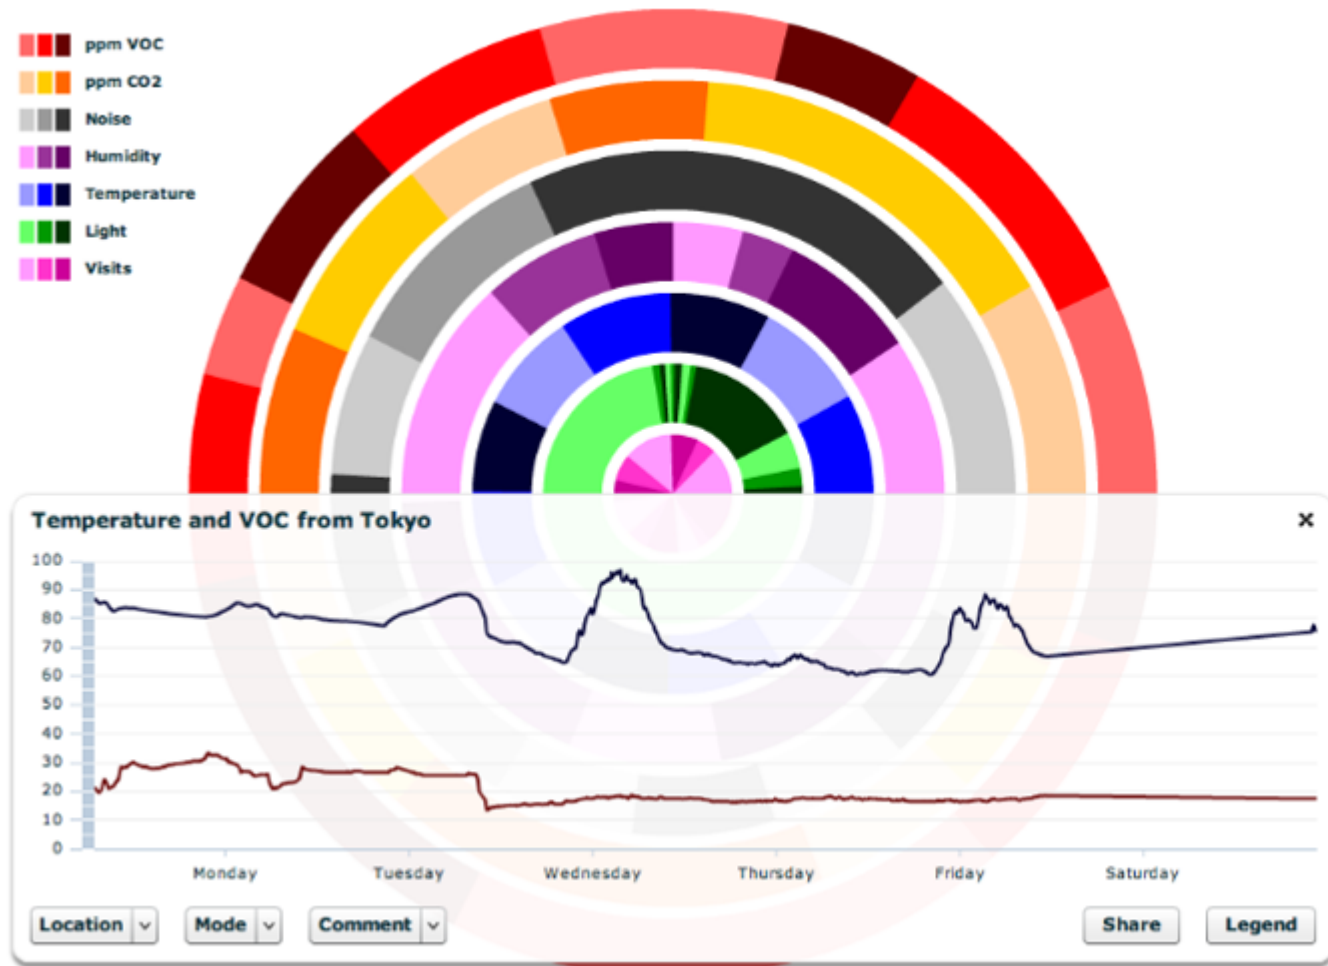 ppm VOC
ppm CO2
Noise
Humidity
Temperature
Light
Visits
Temperature and VOC from Tokyo
×
100
90
80
70
60
50
40
30
20
10
0
Monday Tuesday Wednesday Thursday Friday Saturday
Location Mode Comment Share Legend